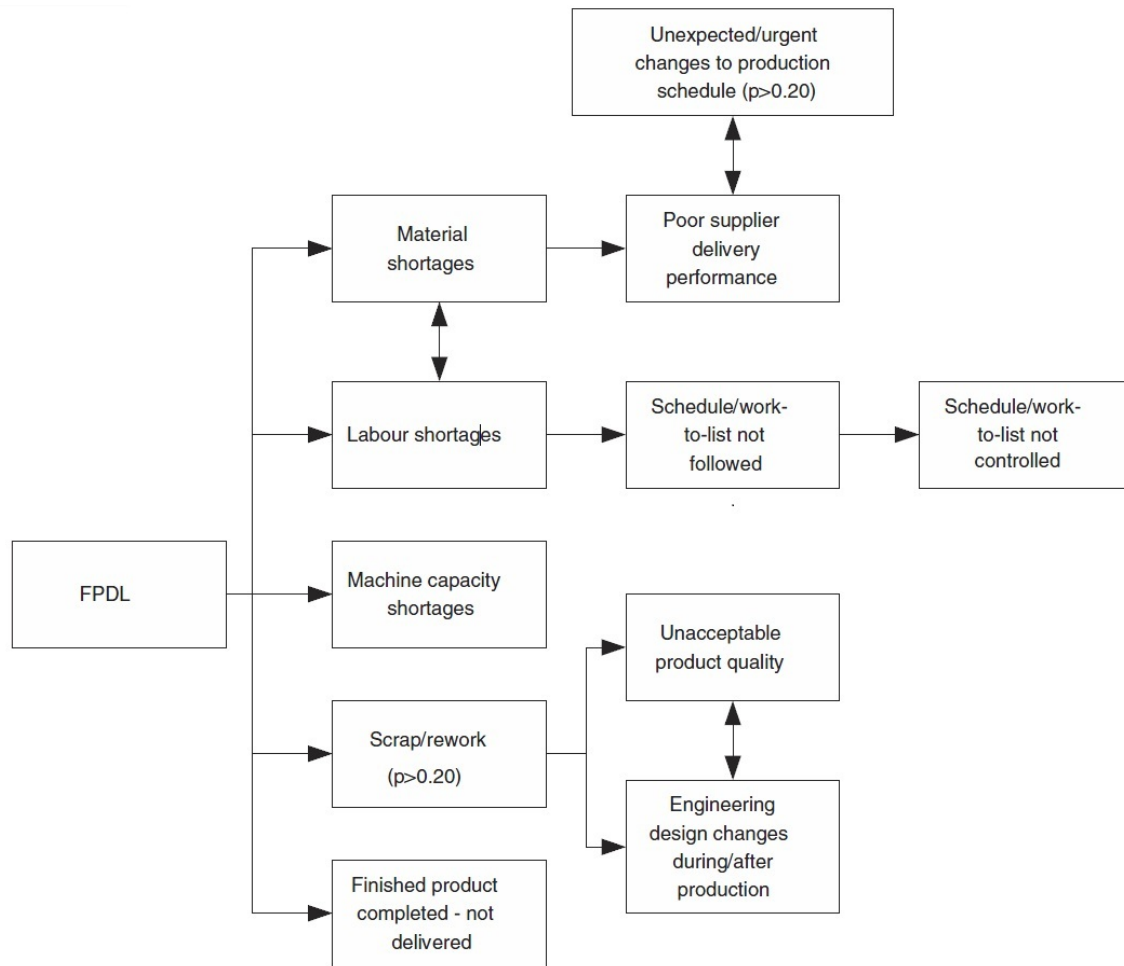 Unexpected/urgent
changes to production
schedule (p>0.20)
Material
shortages
Poor supplier
delivery
performance
Labour shortages
Schedule/work-
to-list not
followed
Schedule/work-
to-list not
controlled
FPDL
Machine capacity
shortages
Unacceptable
product quality
Scrap/rework
(p>0.20)
Engineering
design changes
during/after
production
Finished product
completed - not
delivered